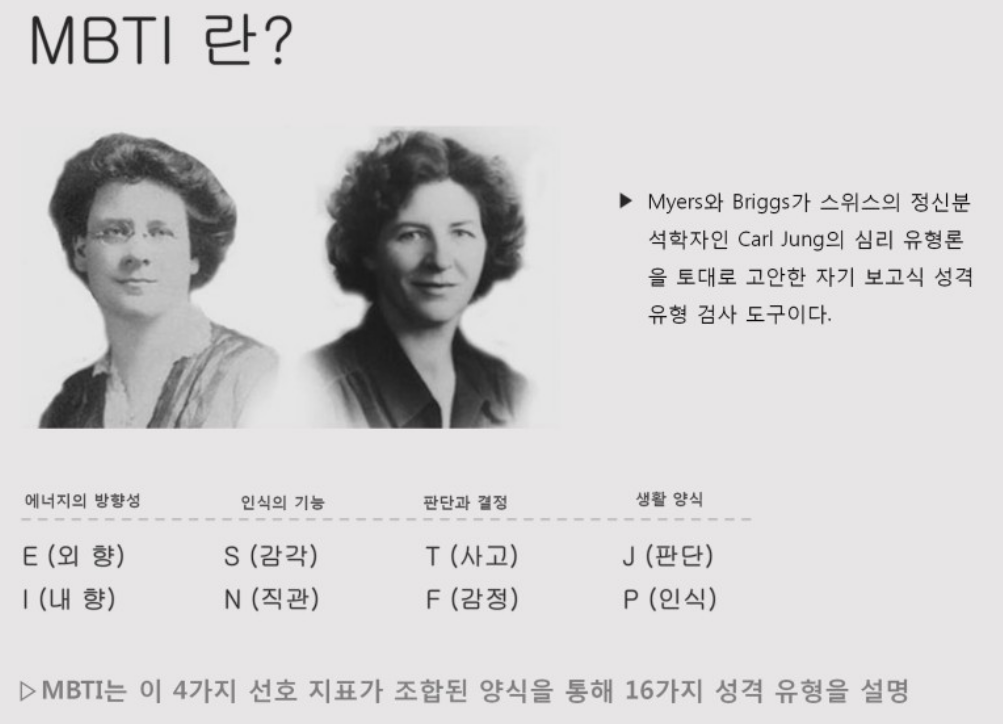 MBTI 란?
▶ Myers와 Briggs가 스위스의 정신분
석학자인 Carl Jung의 심리 유형론
을 토대로 고안한 자기 보고식 성격
유형 검사 도구이다.
에너지의 방향성 인식의 기능 판단과 결정 생활 양식
E (외 향) S (감각) T (사고) J (판단)
I (내 향) N (직관) F (감정) P (인식)
▷MBTI는 이 4가지 선호 지표가 조합된 양식을 통해 16가지 성격 유형을 설명